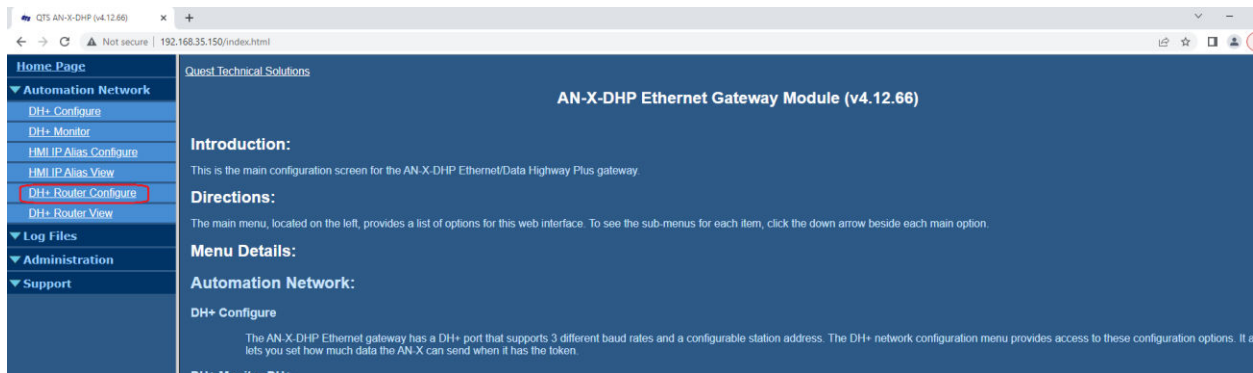 QTS AN-X-DHP (v4.12.66)
Not secure | 192.168.35.150/index.html
Home Page
Automation Network
DH+ Configure
DH+ Monitor
HMI IP Alias Configure
HMI IP Alias View
DH+ Router Configure
DH+ Router View
Log Files
Administration
Support
Quest Technical Solutions
AN-X-DHP Ethernet Gateway Module (v4.12.66)
Introduction:
This is the main configuration screen for the AN-X-DHP Ethernet/Data Highway Plus gateway.
Directions:
The main menu, located on the left, provides a list of options for this web interface. To see the sub-menus for each item, click the down arrow beside each main option.
Menu Details:
Automation Network:
DH+ Configure
The AN-X-DHP Ethernet gateway has a DH+ port that supports 3 different baud rates and a configurable station address. The DH+ network configuration menu provides access to these configuration options. It a
lets you set how much data the AN-X can send when it has the token.